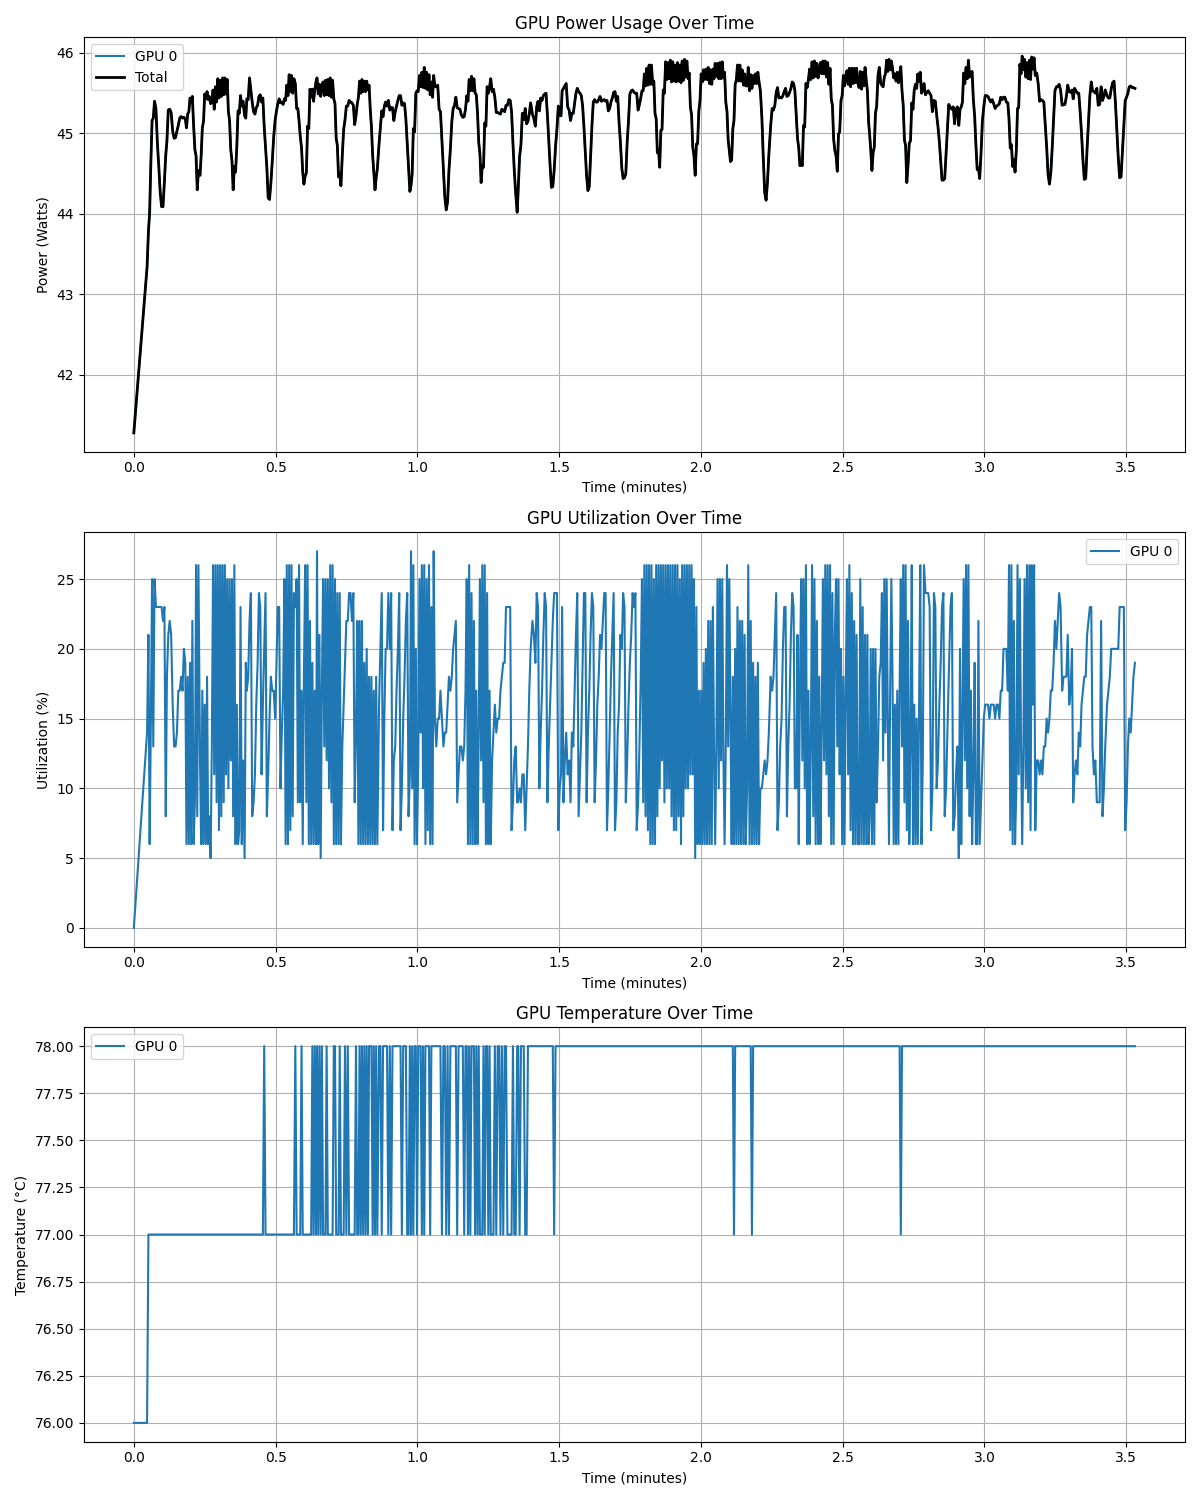 GPU Power Usage Over Time
GPU 0
Total
46
45
44
43
42
Power (Watts)
0.0 0.5 1.0 1.5 2.0 2.5 3.0 3.5
Time (minutes)
GPU Utilization Over Time
GPU 0
25
20
15
10
5
0
Utilization (%)
0.0 0.5 1.0 1.5 2.0 2.5 3.0 3.5
Time (minutes)
GPU Temperature Over Time
GPU 0
78.00
77.75
77.50
77.25
77.00
76.75
76.50
76.25
76.00
Temperature (°C)
0.0 0.5 1.0 1.5 2.0 2.5 3.0 3.5
Time (minutes)